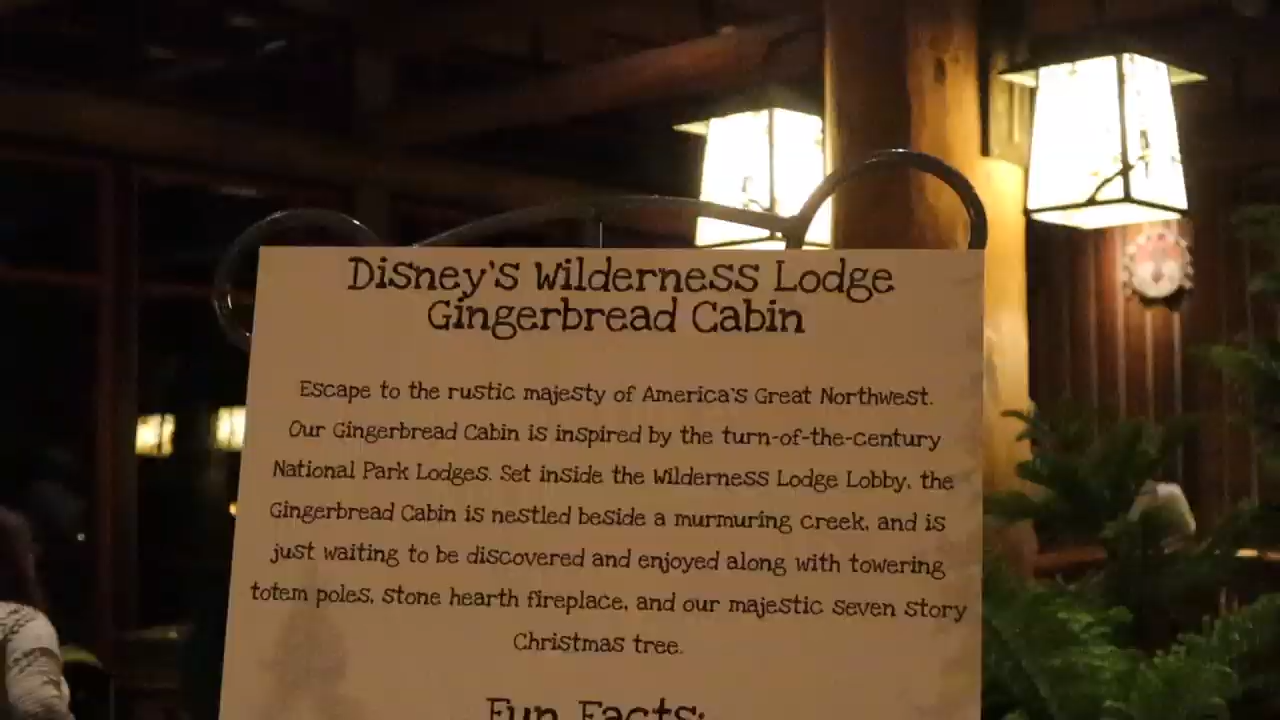 Disney's Wilderness Lodge
Gingerbread Cabin
Escape to the rustic majesty of America's Great Northwest.
Our Gingerbread Cabin is inspired by the turn-of-the-century
National Park Lodges. Set inside the Wilderness Lodge Lobby, the
Gingerbread Cabin is nestled beside a murmuring creek, and is
just waiting to be discovered and enjoyed along with towering
totem poles, stone hearth fireplace, and our majestic seven story
Christmas tree.
Fun Facts: